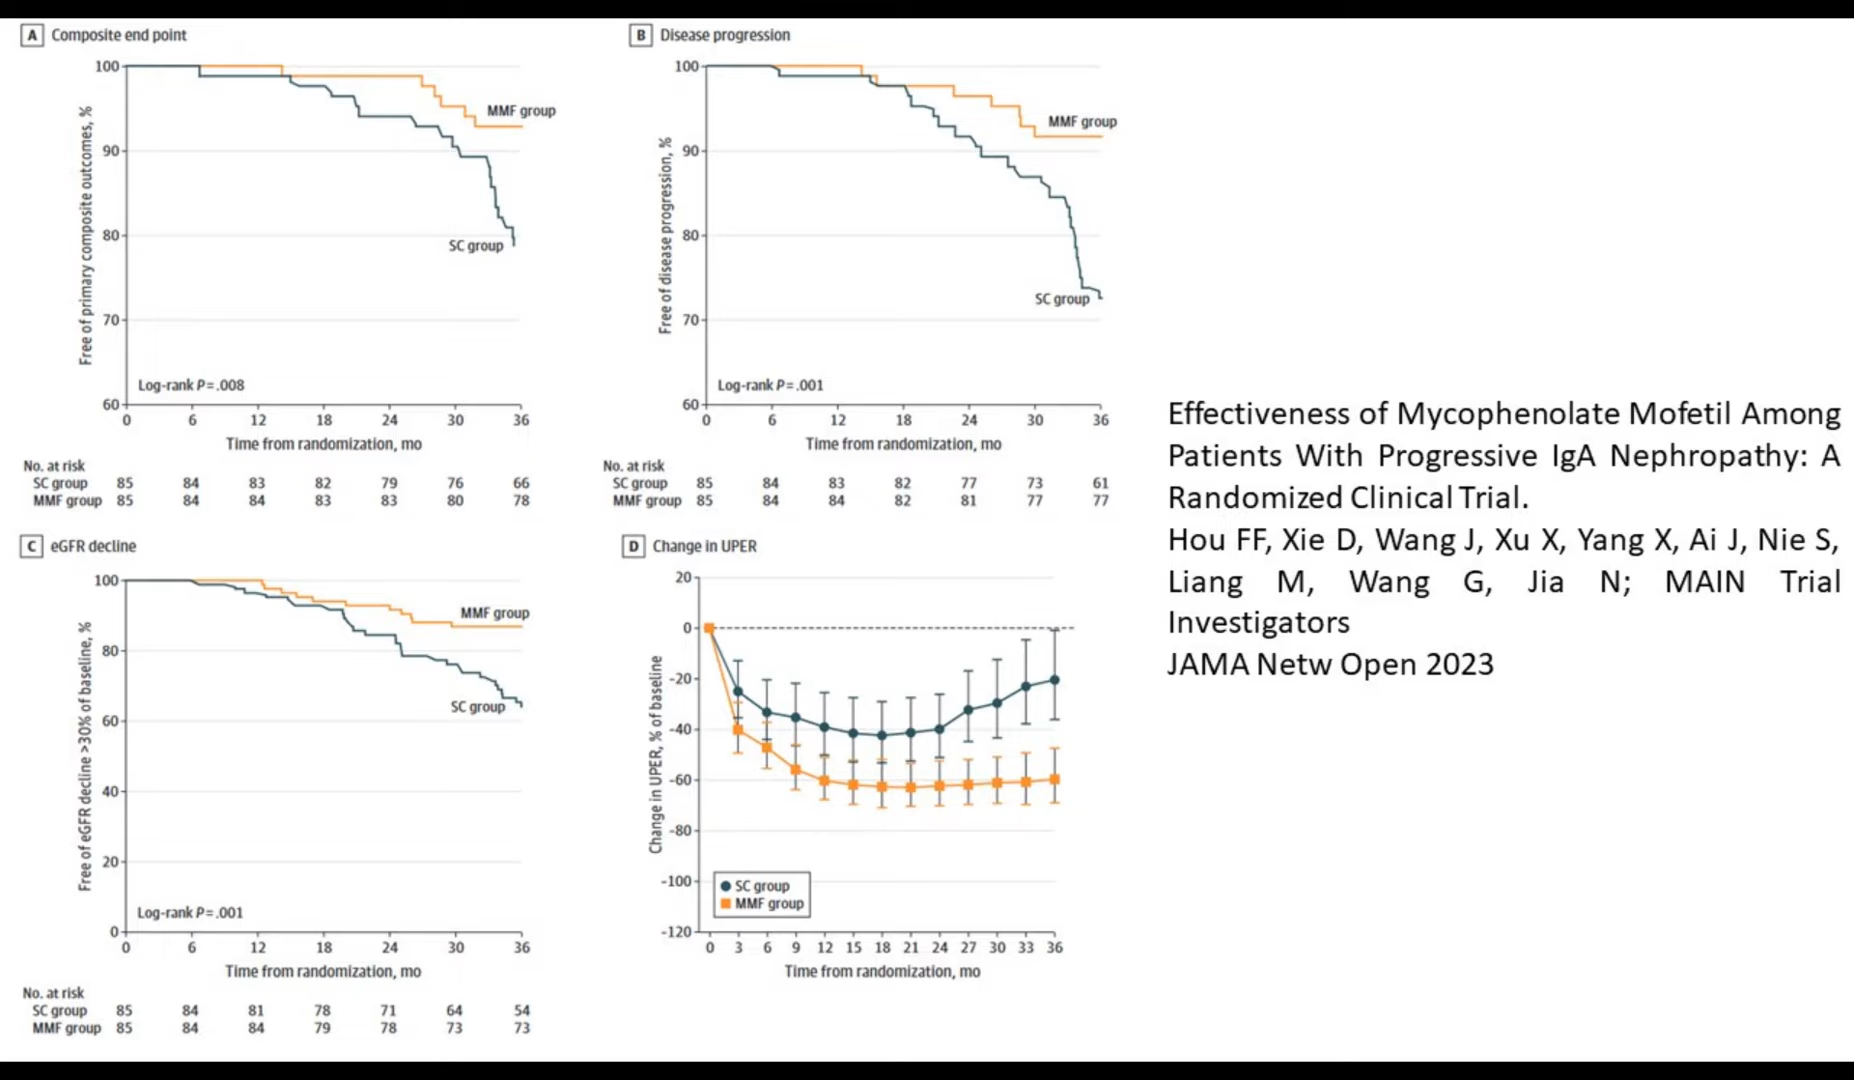 A Composite end point
Free of primary composite outcomes, %
100
90
80
70
60
MMF group
SC group
Log-rank P=.008
0 6 12 18 24 30 36
Time from randomization, mo
No. at risk
SC group 85 84 83 82 79 76 66
MMF group 85 84 84 83 83 80 78
B Disease progression
Free of disease progression, %
100
90
80
70
60
MMF group
SC group
Log-rank P=.001
0 6 12 18 24 30 36
Time from randomization, mo
No. at risk
SC group 85 84 83 82 77 73 61
MMF group 85 84 84 82 81 77 77
C eGFR decline
Free of eGFR decline >30% of baseline, %
100
80
60
40
20
0
MMF group
SC group
Log-rank P=.001
0 6 12 18 24 30 36
Time from randomization, mo
No. at risk
SC group 85 84 81 78 71 64 54
MMF group 85 84 84 79 78 73 73
D Change in UPER
Change in UPER, % of baseline
20
0
-20
-40
-60
-80
-100
-120
SC group
MMF group
0 3 6 9 12 15 18 21 24 27 30 33 36
Time from randomization, mo
Effectiveness of Mycophenolate Mofetil Among
Patients With Progressive IgA Nephropathy: A
Randomized Clinical Trial.
Hou FF, Xie D, Wang J, Xu X, Yang X, Ai J, Nie S,
Liang M, Wang G, Jia N; MAIN Trial
Investigators
JAMA Netw Open 2023